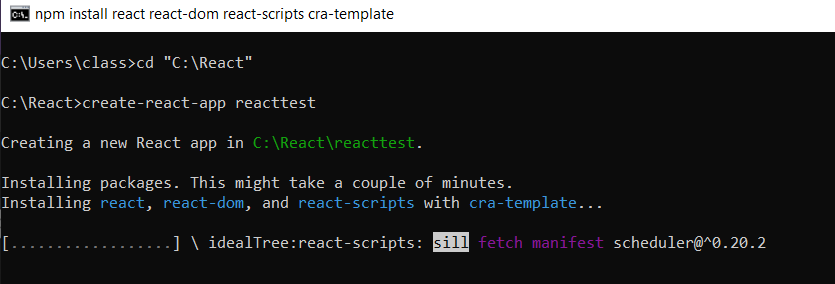 C:\. npm install react react-dom react-scripts cra-template
C:\Users\class>cd "C:\React"
C:\React>create-react-app reacttest
Creating a new React app in C:\React\reacttest.
Installing packages. This might take a couple of minutes.
Installing react, react-dom, and react-scripts with cra-template...
[..................] \ idealTree:react-scripts: sill fetch manifest scheduler@^0.20.2